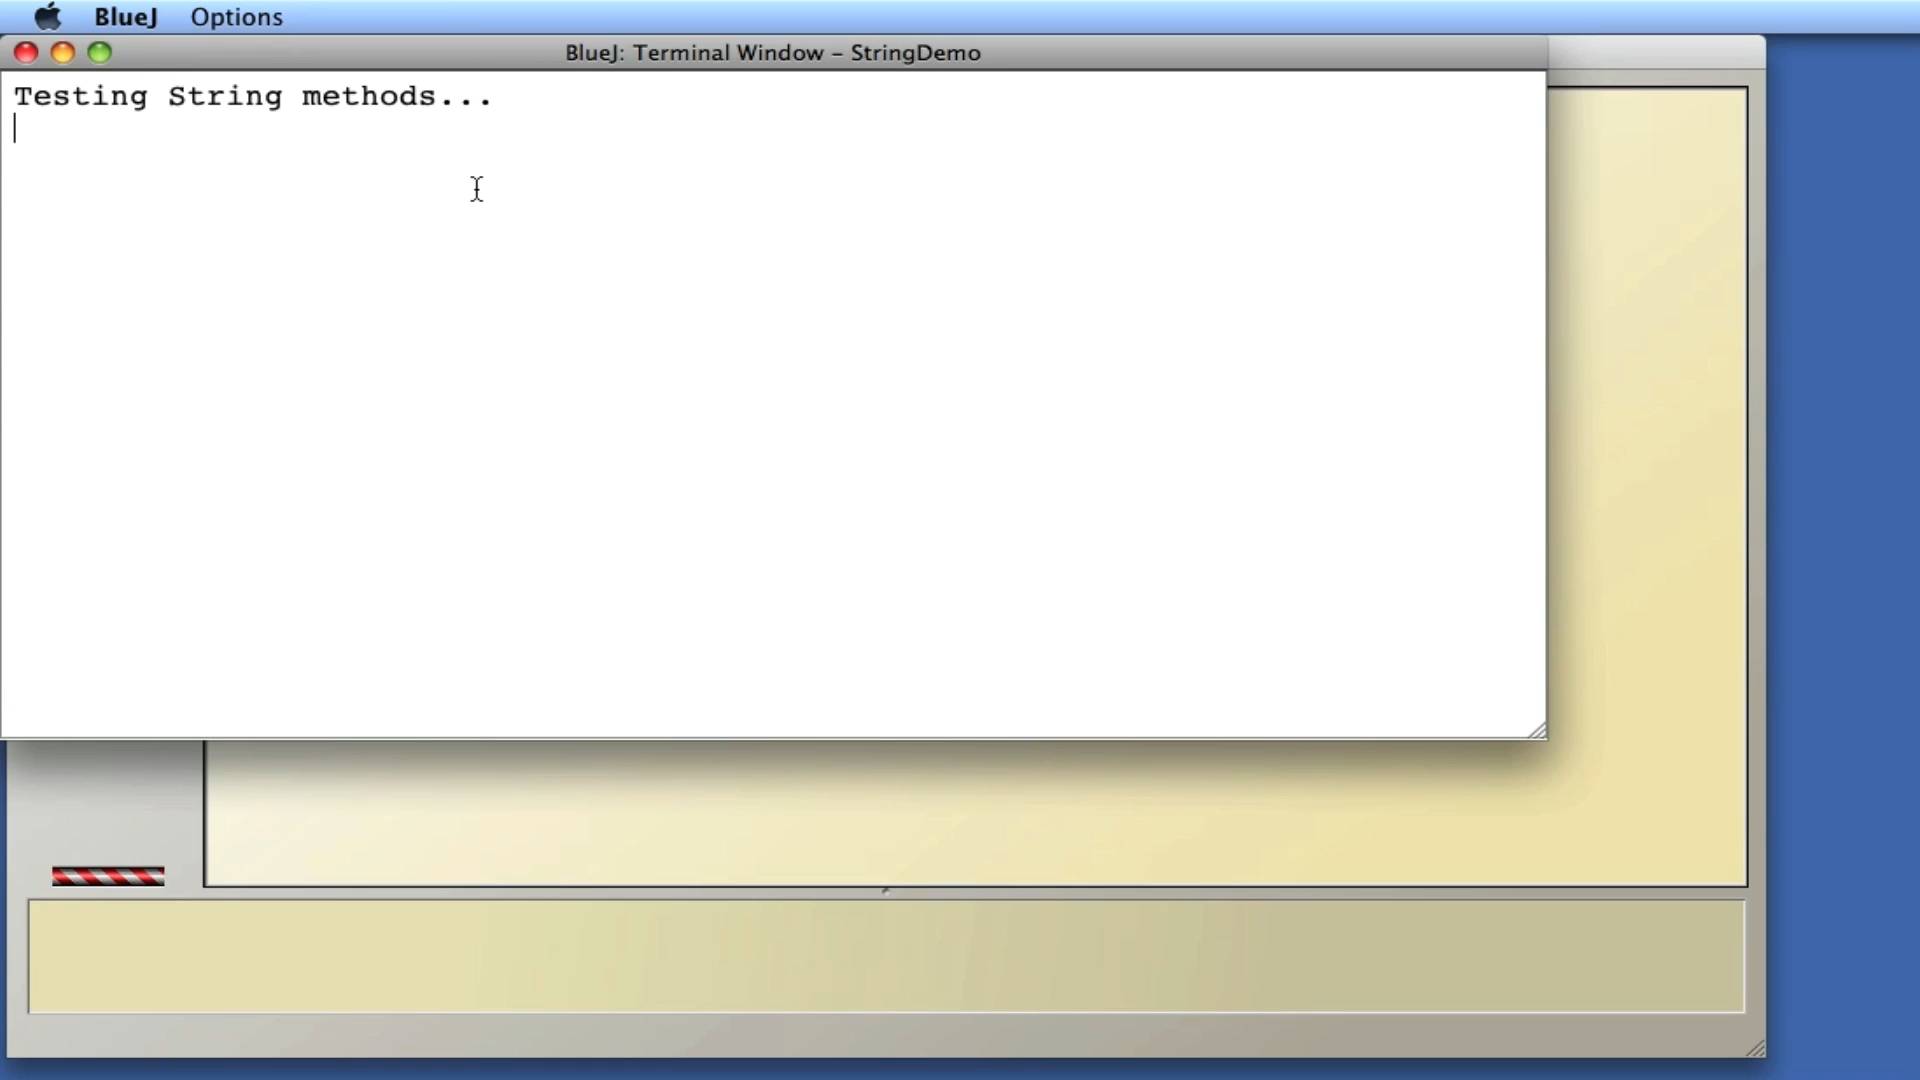 BlueJ Options
BlueJ: Terminal Window – StringDemo
Testing String methods...